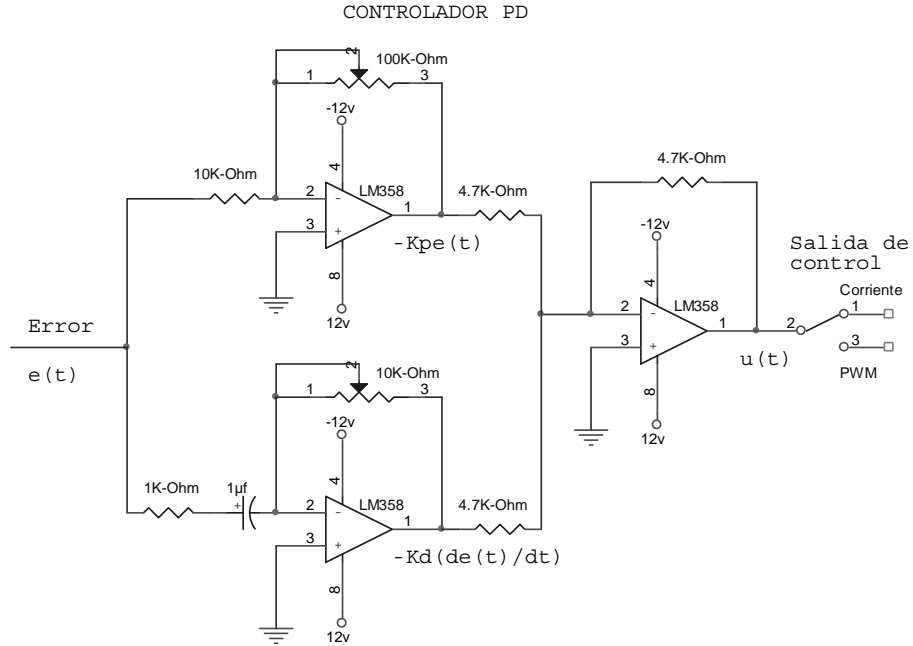 CONTROLADOR PD
2
100K-Ohm
1
3
-12v
4
10K-Ohm
LM358
2
-
4.7K-Ohm
1
3
+
-Kpe(t)
8
12v
4.7K-Ohm
-12v
4
Salida de
control
LM358
Corriente
2
-
1
2
1
3
+
u(t)
3
PWM
8
12v
Error
e(t)
2
10K-Ohm
1
3
-12v
4
1K-Ohm
1µf
+
LM358
2
-
4.7K-Ohm
1
3
+
-Kd(de(t)/dt)
8
12v